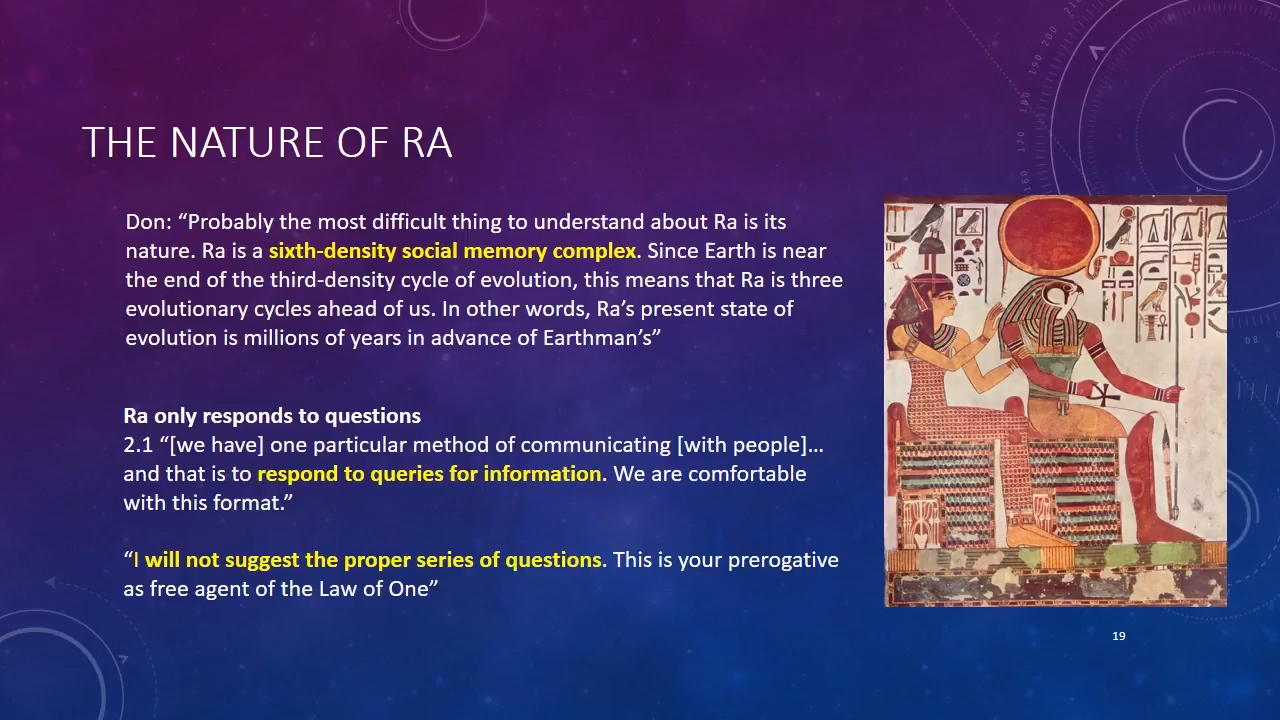 THE NATURE OF RA
Don: “Probably the most difficult thing to understand about Ra is its
nature. Ra is a sixth-density social memory complex. Since Earth is near
the end of the third-density cycle of evolution, this means that Ra is three
evolutionary cycles ahead of us. In other words, Ra’s present state of
evolution is millions of years in advance of Earthman’s”
Ra only responds to questions
2.1 “[we have] one particular method of communicating [with people]…
and that is to respond to queries for information. We are comfortable
with this format.”
“I will not suggest the proper series of questions. This is your prerogative
as free agent of the Law of One”
19
160
170
180
190
200